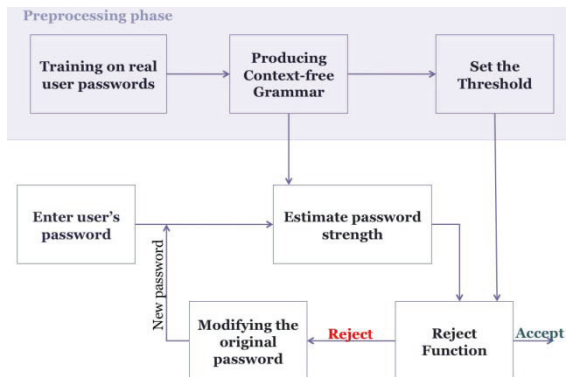 Preprocessing phase
Training on real
user passwords
Producing
Context-free
Grammar
Set the
Threshold
Enter user's
password
Estimate password
strength
New password
Modifying the
original
password
Reject
Reject
Function
Accept